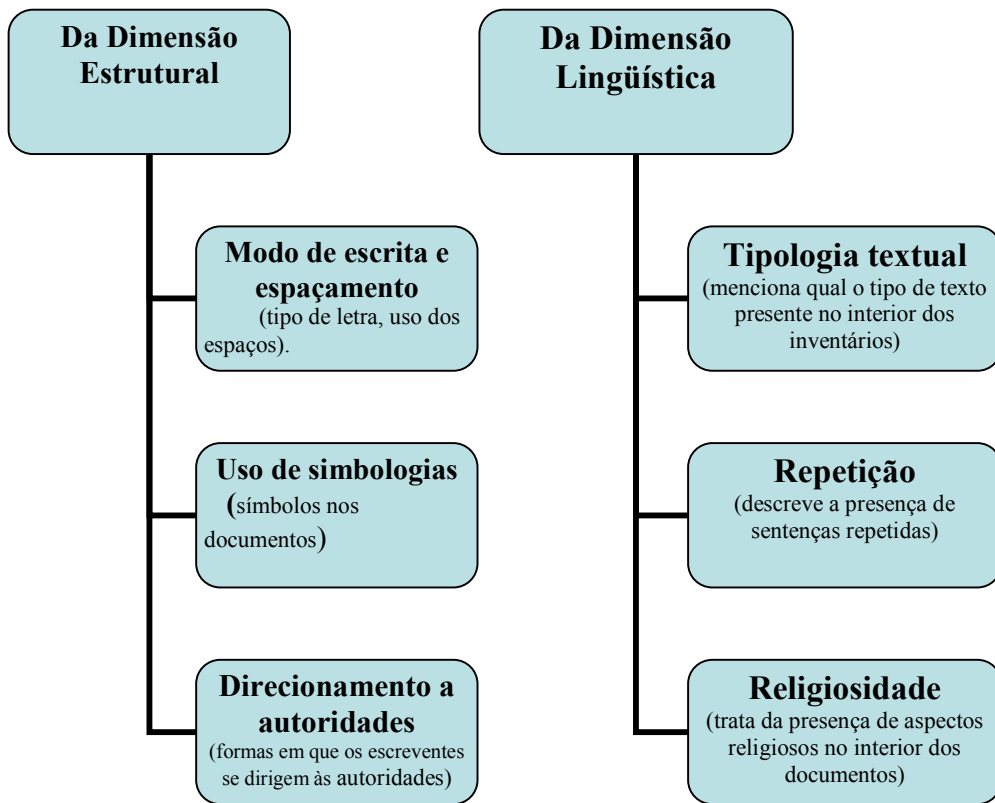 Da Dimensão
Estrutural
Modo de escrita e
espaçamento
(tipo de letra, uso dos
espaços).
Uso de simbologias
(símbolos nos
documentos)
Direcionamento a
autoridades
(formas em que os escreventes
se dirigem às autoridades)
Da Dimensão
Lingüística
Tipologia textual
(menciona qual o tipo de texto
presente no interior dos
inventários)
Repetição
(descreve a presença de
sentenças repetidas)
Religiosidade
(trata da presença de aspectos
religiosos no interior dos
documentos)